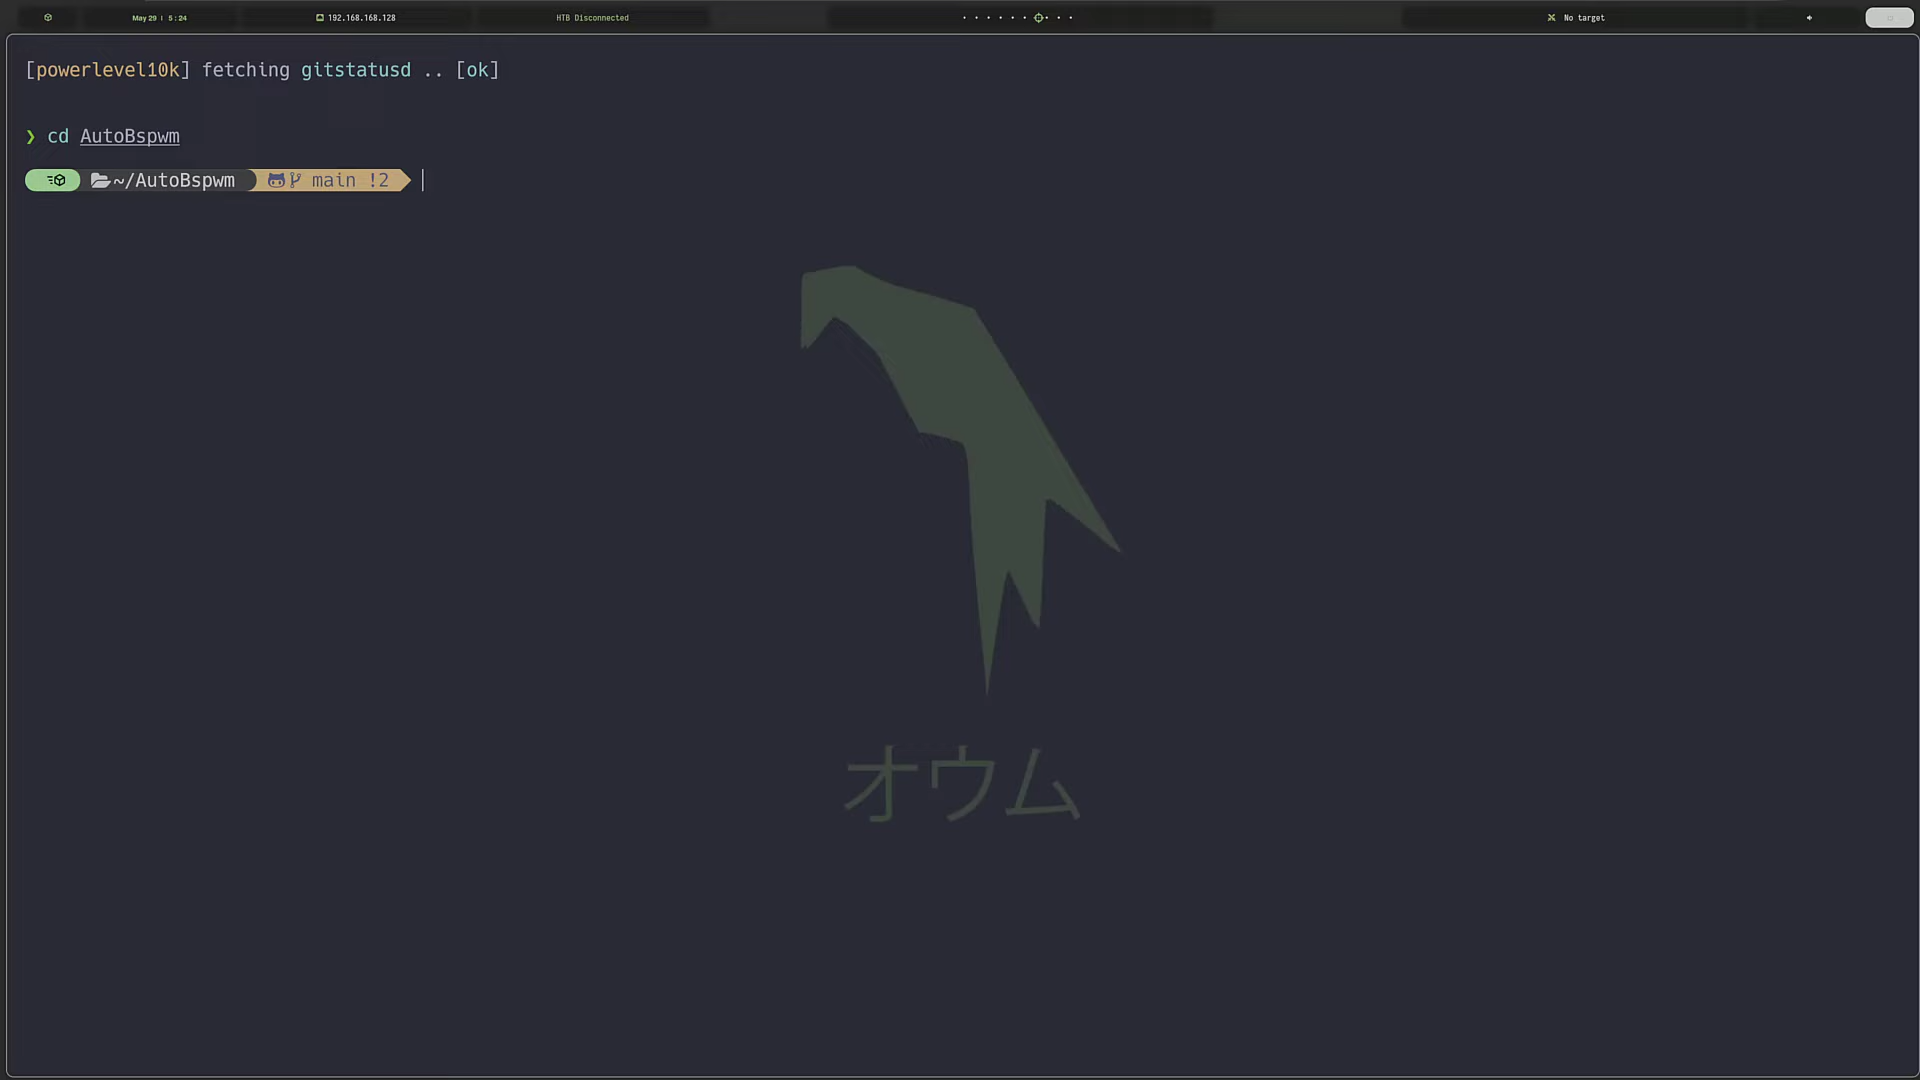 May 29 | 5:24 192.168.168.128 HTB Disconnected No target
[powerlevel10k] fetching gitstatusd .. [ok]
❯ cd AutoBspwm
~/AutoBspwm main !2
オウム